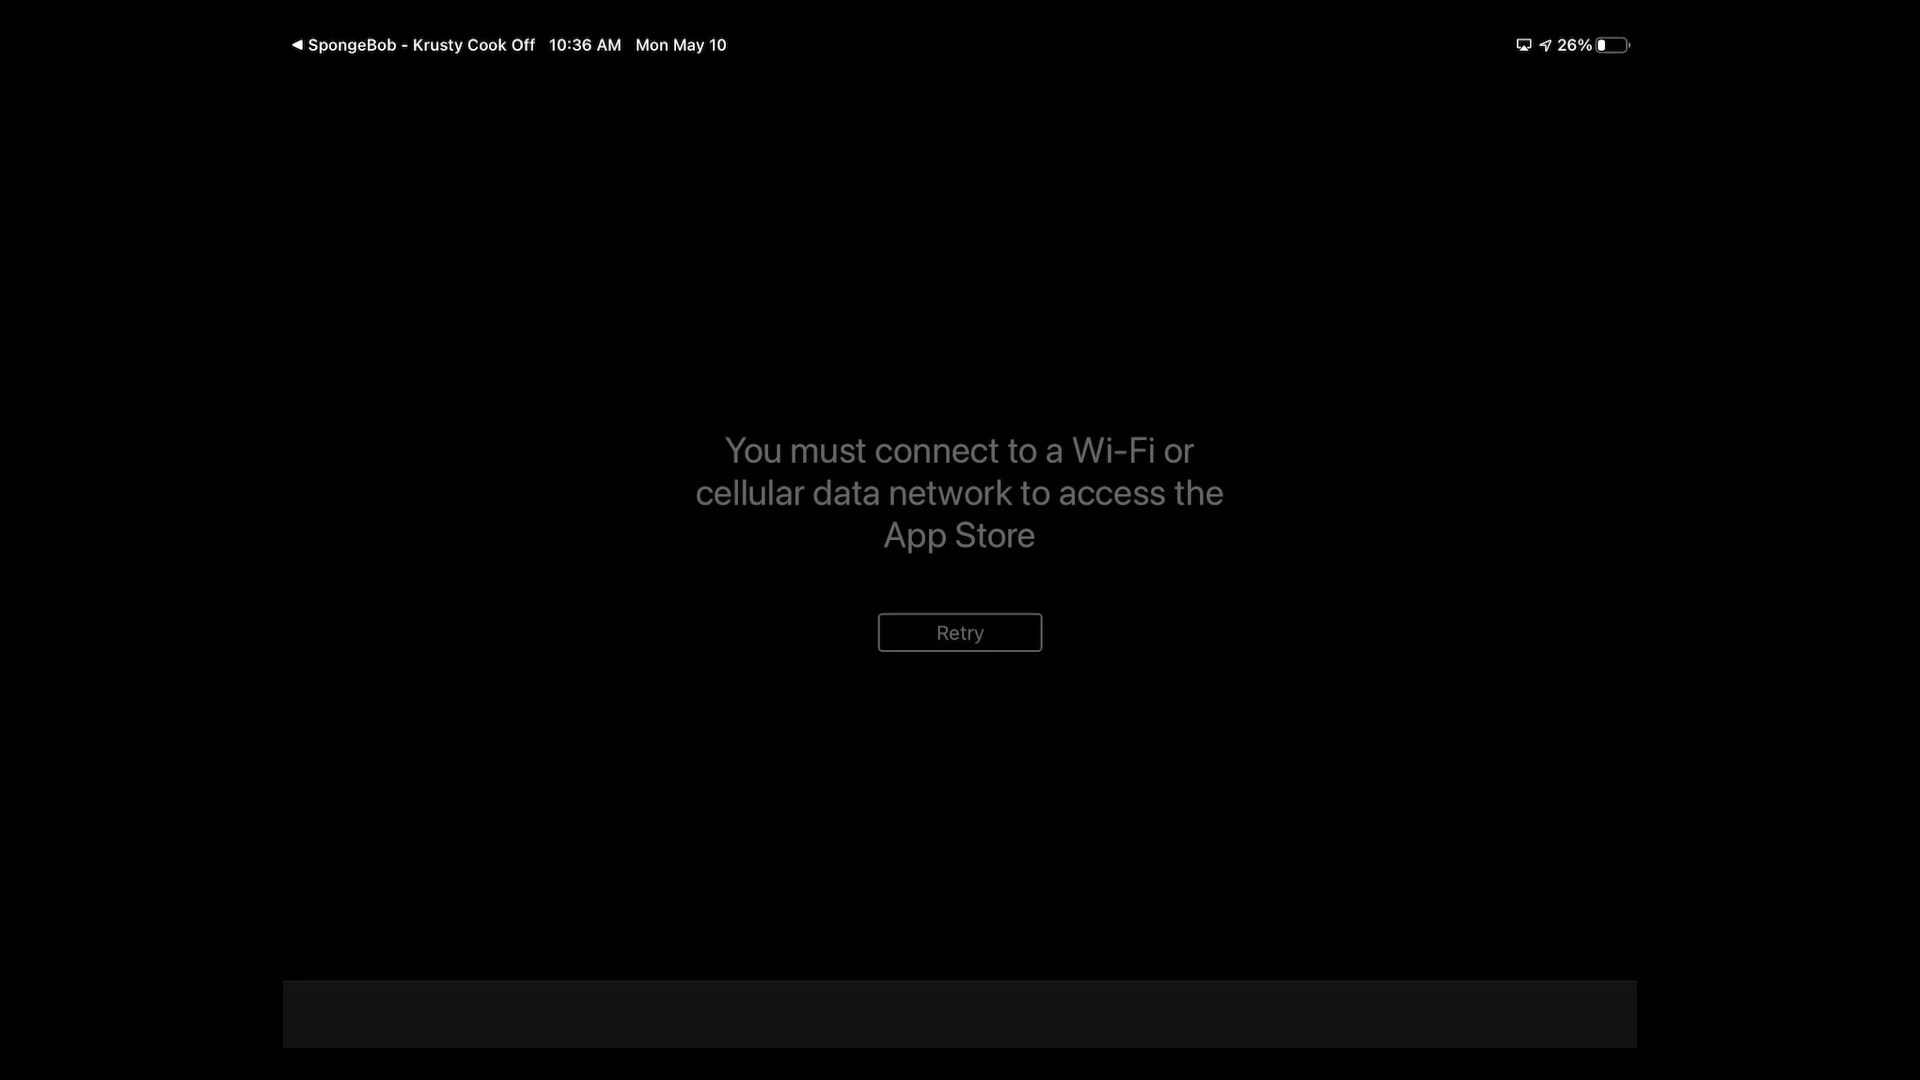 ◀ SpongeBob - Krusty Cook Off 10:36 AM Mon May 10 26%
You must connect to a Wi-Fi or
cellular data network to access the
App Store
Retry